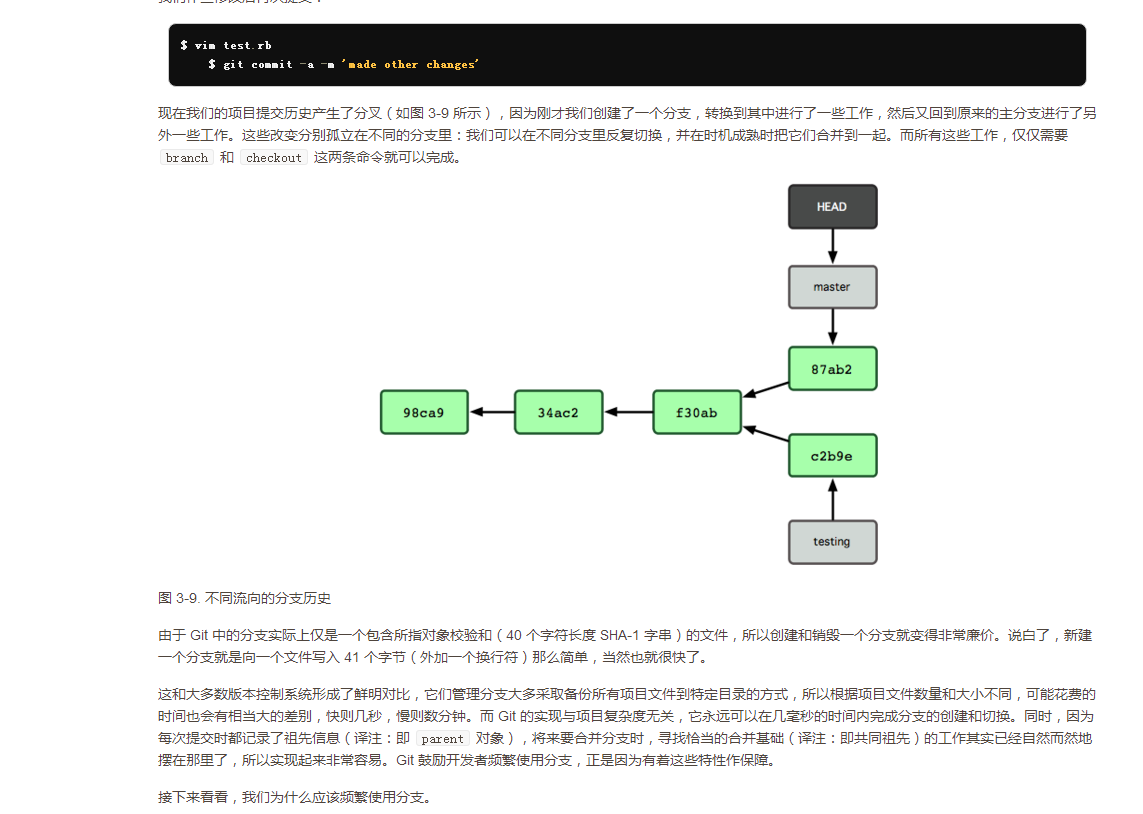 $ vim test.rb
$ git commit -a -m 'made other changes'
现在我们的项目提交历史产生了分叉（如图 3-9 所示），因为刚才我们创建了一个分支，转换到其中进行了一些工作，然后又回到原来的主分支进行了另
外一些工作。这些改变分别孤立在不同的分支里：我们可以在不同分支里反复切换，并在时机成熟时把它们合并到一起。而所有这些工作，仅仅需要
branch 和 checkout 这两条命令就可以完成。
HEAD
master
87ab2
98ca9
34ac2
f30ab
c2b9e
testing
图 3-9. 不同流向的分支历史
由于 Git 中的分支实际上仅是一个包含所指对象校验和（40 个字符长度 SHA-1 字串）的文件，所以创建和销毁一个分支就变得非常廉价。说白了，新建
一个分支就是向一个文件写入 41 个字节（外加一个换行符）那么简单，当然也就很快了。
这和大多数版本控制系统形成了鲜明对比，它们管理分支大多采取备份所有项目文件到特定目录的方式，所以根据项目文件数量和大小不同，可能花费的
时间也会有相当大的差别，快则几秒，慢则数分钟。而 Git 的实现与项目复杂度无关，它永远可以在几毫秒的时间内完成分支的创建和切换。同时，因为
每次提交时都记录了祖先信息（译注：即 parent 对象），将来要合并分支时，寻找恰当的合并基础（译注：即共同祖先）的工作其实已经自然而然地
摆在那里了，所以实现起来非常容易。Git 鼓励开发者频繁使用分支，正是因为有着这些特性作保障。
接下来看看，我们为什么应该频繁使用分支。